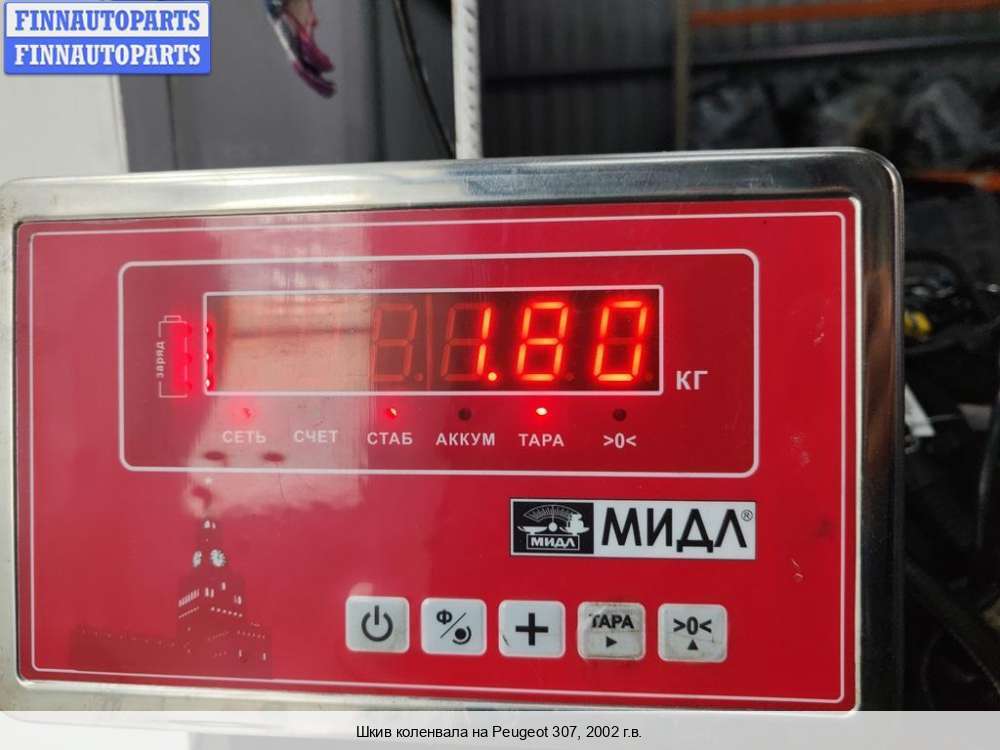 FINNAUTOPARTS
FINNAUTOPARTS
заряд
1.80
КГ
СЕТЬ СЧЕТ СТАБ АККУМ ТАРА >0<
МИДЛ МИДЛ®
Ф/ + ТАРА >0<
Шкив коленвала на Peugeot 307, 2002 г.в.